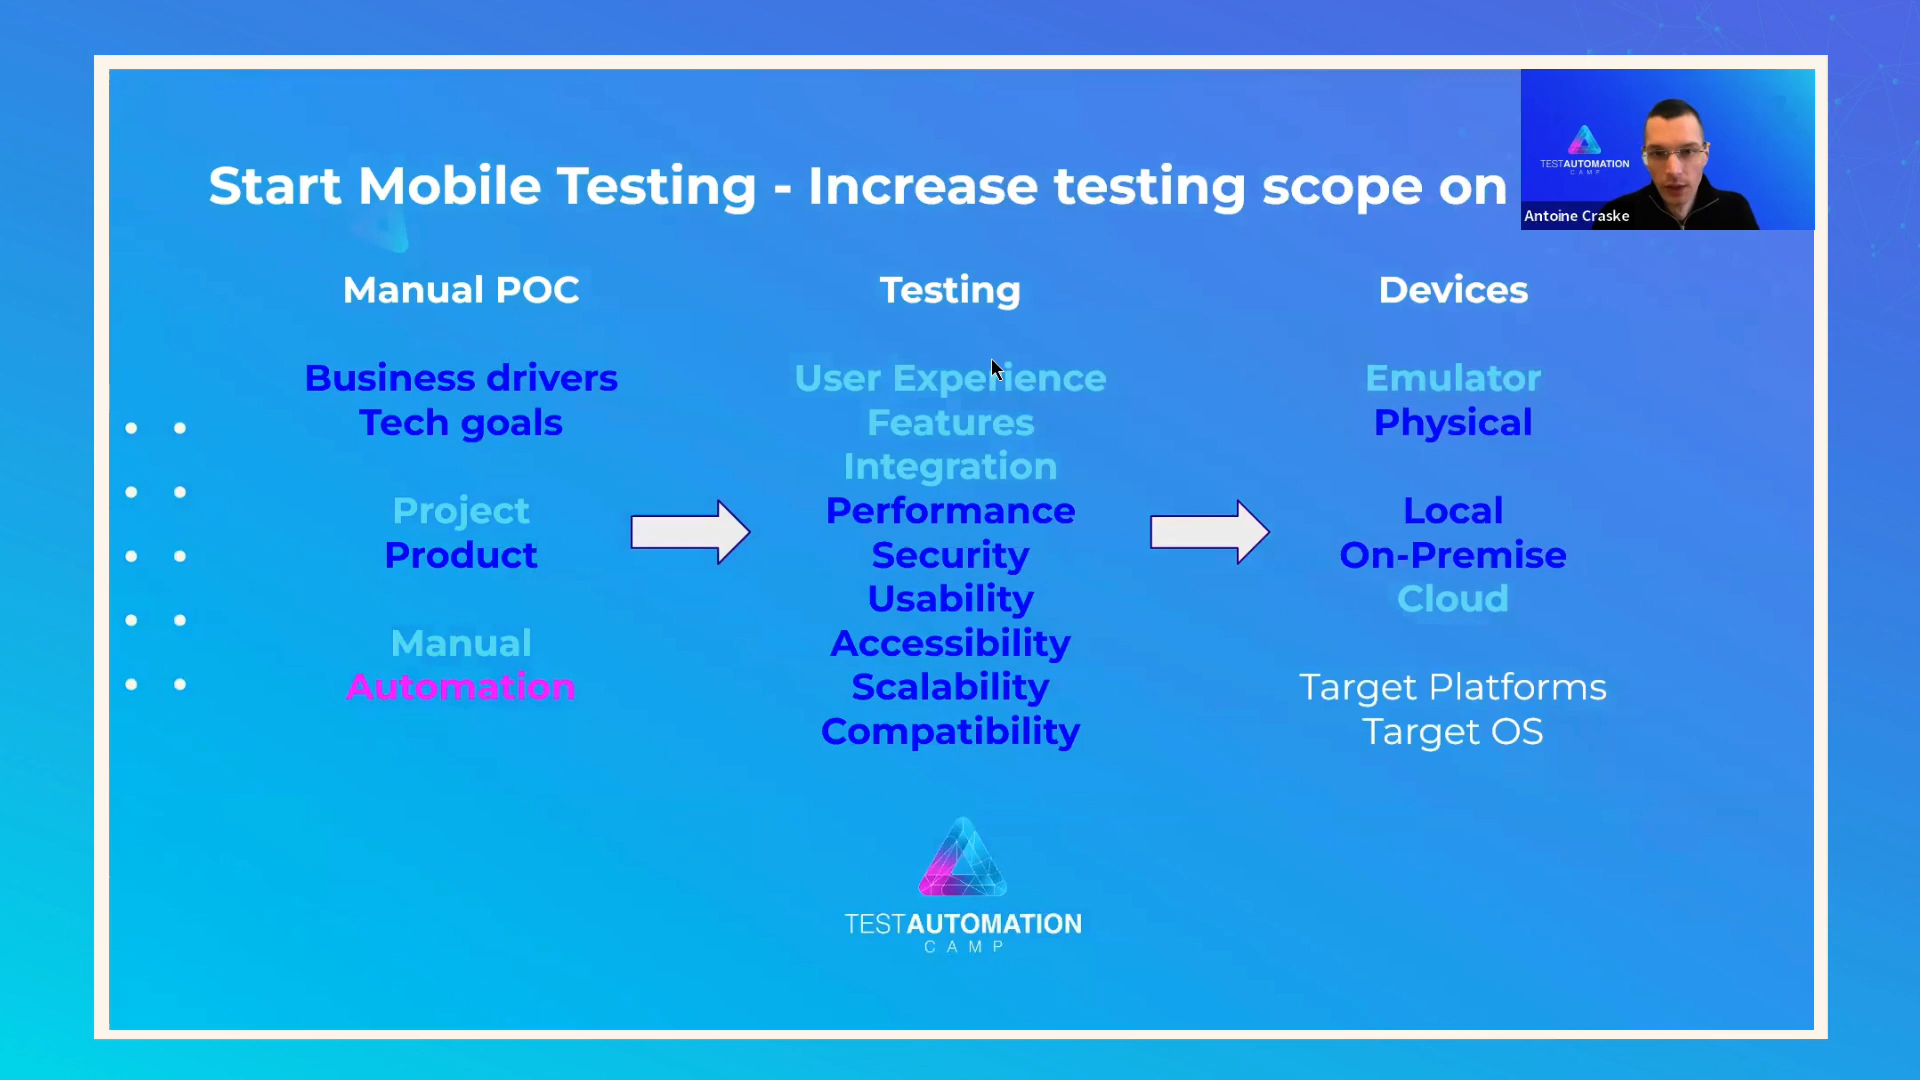 Start Mobile Testing - Increase testing scope on
TESTAUTOMATION
CAMP
Antoine Craske
Manual POC
Business drivers
Tech goals
Project
Product
Manual
Automation
Testing
User Experience
Features
Integration
Performance
Security
Usability
Accessibility
Scalability
Compatibility
Devices
Emulator
Physical
Local
On-Premise
Cloud
Target Platforms
Target OS
TESTAUTOMATION
CAMP